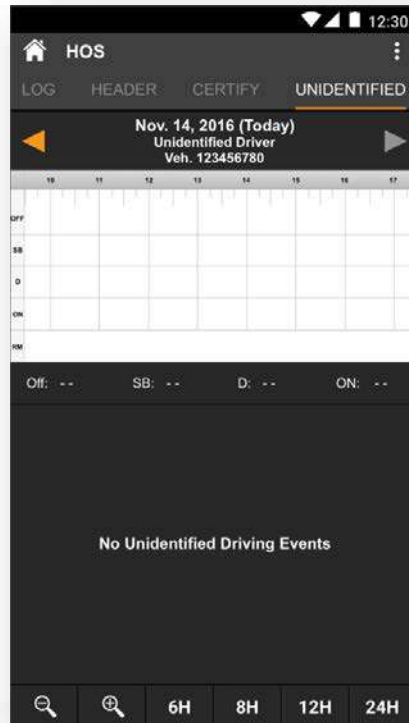 12:30
HOS
LOG HEADER CERTIFY UNIDENTIFIED
Nov. 14, 2016 (Today)
Unidentified Driver
Veh. 123456780
10 11 12 13 14 15 16 17
OFF
SB
D
ON
RM
Off: - - SB: - - D: - - ON: - -
No Unidentified Driving Events
6H 8H 12H 24H